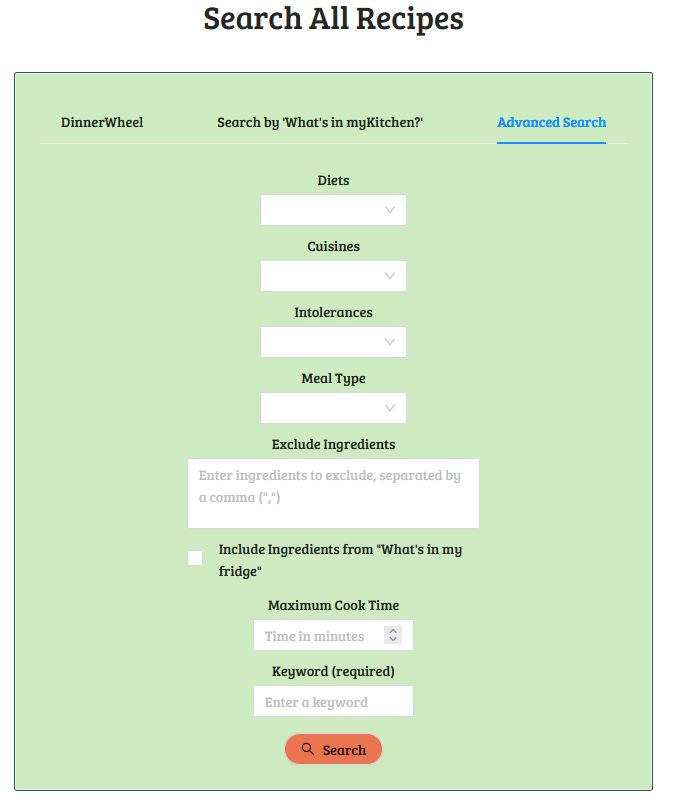 Search All Recipes
DinnerWheel
Search by 'What's in myKitchen?'
Advanced Search
Diets
Cuisines
Intolerances
Meal Type
Exclude Ingredients
Enter ingredients to exclude, separated by
a comma (",")
Include Ingredients from "What's in my
fridge"
Maximum Cook Time
Time in minutes
Keyword (required)
Enter a keyword
Search